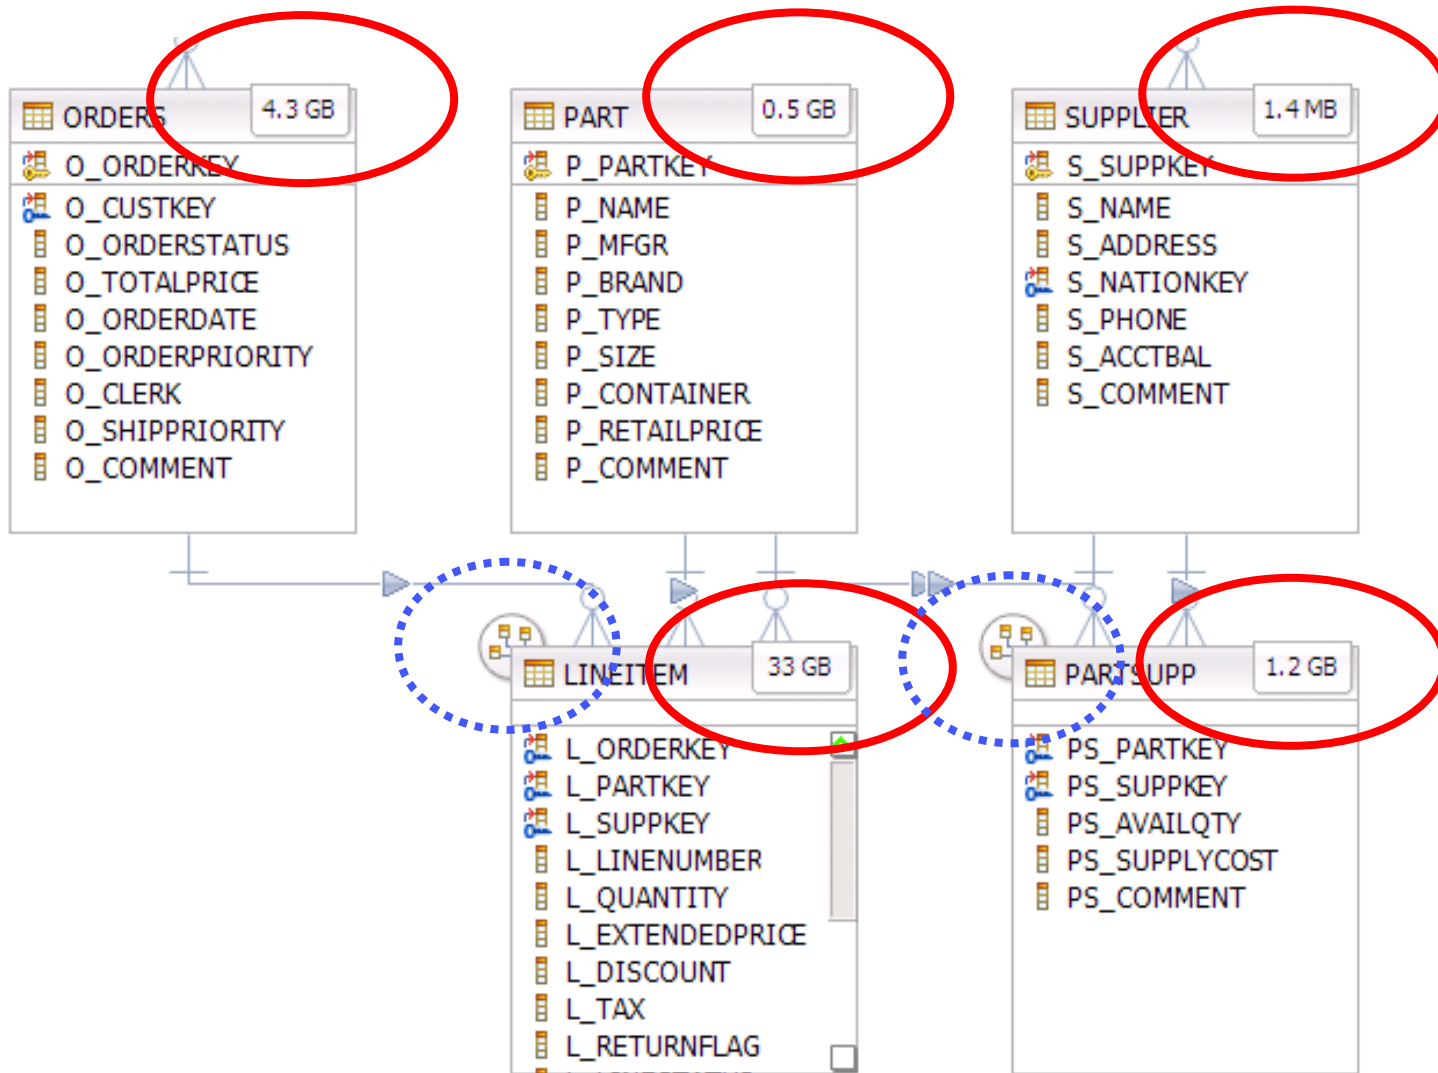 ORDERS
4.3 GB
O_ORDERKEY
O_CUSTKEY
O_ORDERSTATUS
O_TOTALPRICE
O_ORDERDATE
O_ORDERPRIORITY
O_CLERK
O_SHIPPRIORITY
O_COMMENT
PART
0.5 GB
P_PARTKEY
P_NAME
P_MFGR
P_BRAND
P_TYPE
P_SIZE
P_CONTAINER
P_RETAILPRICE
P_COMMENT
SUPPLIER
1.4 MB
S_SUPPKEY
S_NAME
S_ADDRESS
S_NATIONKEY
S_PHONE
S_ACCTBAL
S_COMMENT
LINEITEM
33 GB
L_ORDERKEY
L_PARTKEY
L_SUPPKEY
L_LINENUMBER
L_QUANTITY
L_EXTENDEDPRICE
L_DISCOUNT
L_TAX
L_RETURNFLAG
PARTSUPP
1.2 GB
PS_PARTKEY
PS_SUPPKEY
PS_AVAILQTY
PS_SUPPLYCOST
PS_COMMENT